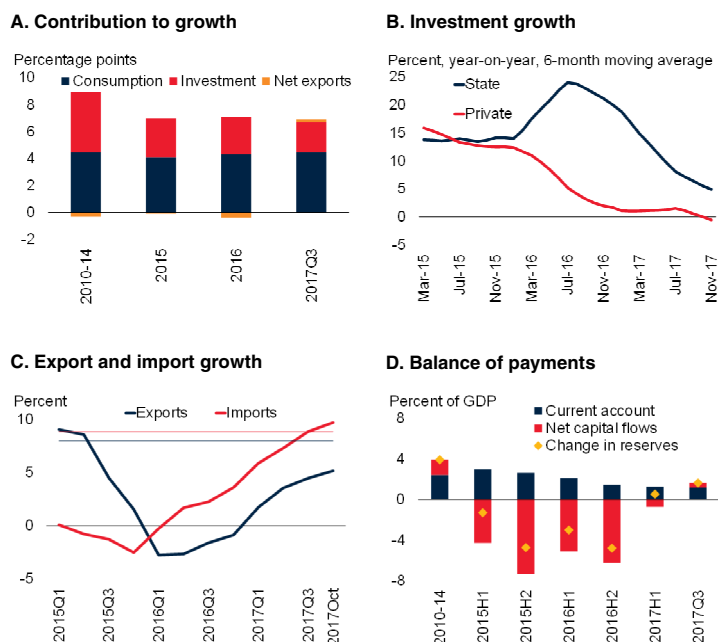 A. Contribution to growth
Percentage points
Consumption Investment Net exports
10
8
6
4
2
0
-2
2010-14
2015
2016
2017Q3
B. Investment growth
Percent, year-on-year, 6-month moving average
State
Private
25
20
15
10
5
0
-5
Mar-15
Jul-15
Nov-15
Mar-16
Jul-16
Nov-16
Mar-17
Jul-17
Nov-17
C. Export and import growth
Percent
Exports Imports
10
5
0
-5
2015Q1
2015Q3
2016Q1
2016Q3
2017Q1
2017Q3
2017Oct
D. Balance of payments
Percent of GDP
Current account
Net capital flows
Change in reserves
8
4
0
-4
-8
2010-14
2015H1
2015H2
2016H1
2016H2
2017H1
2017Q3